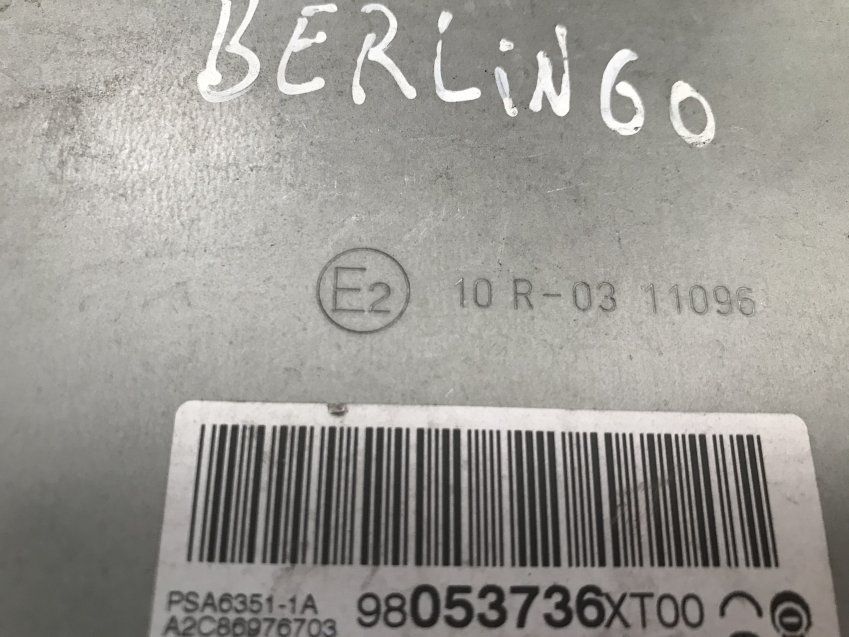 BERLiNGO
E2 10 R-03 11096
PSA6351-1A 98053736XT00
A2C86976703